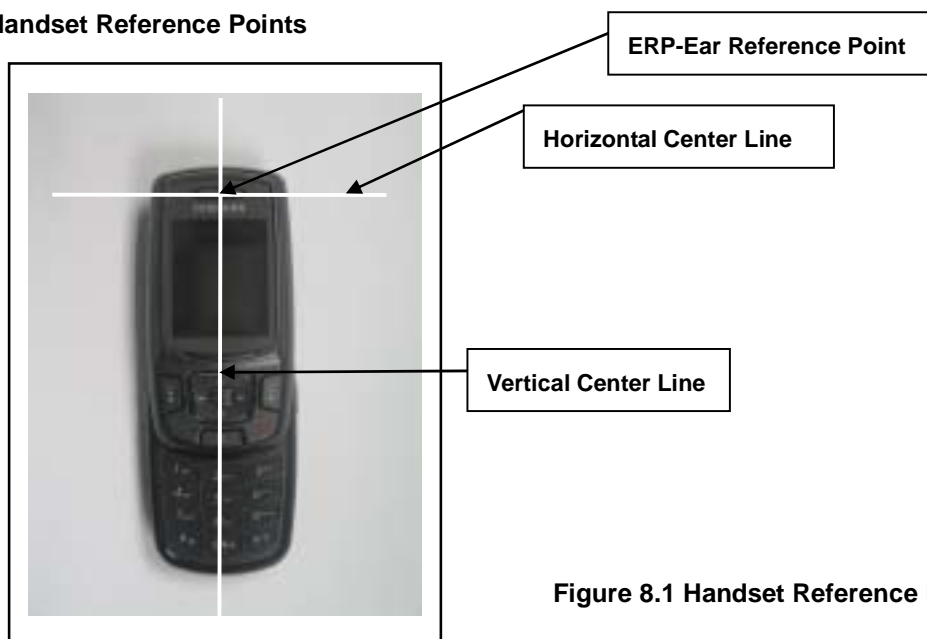 Handset Reference Points
ERP-Ear Reference Point
Horizontal Center Line
Vertical Center Line
Figure 8.1 Handset Reference